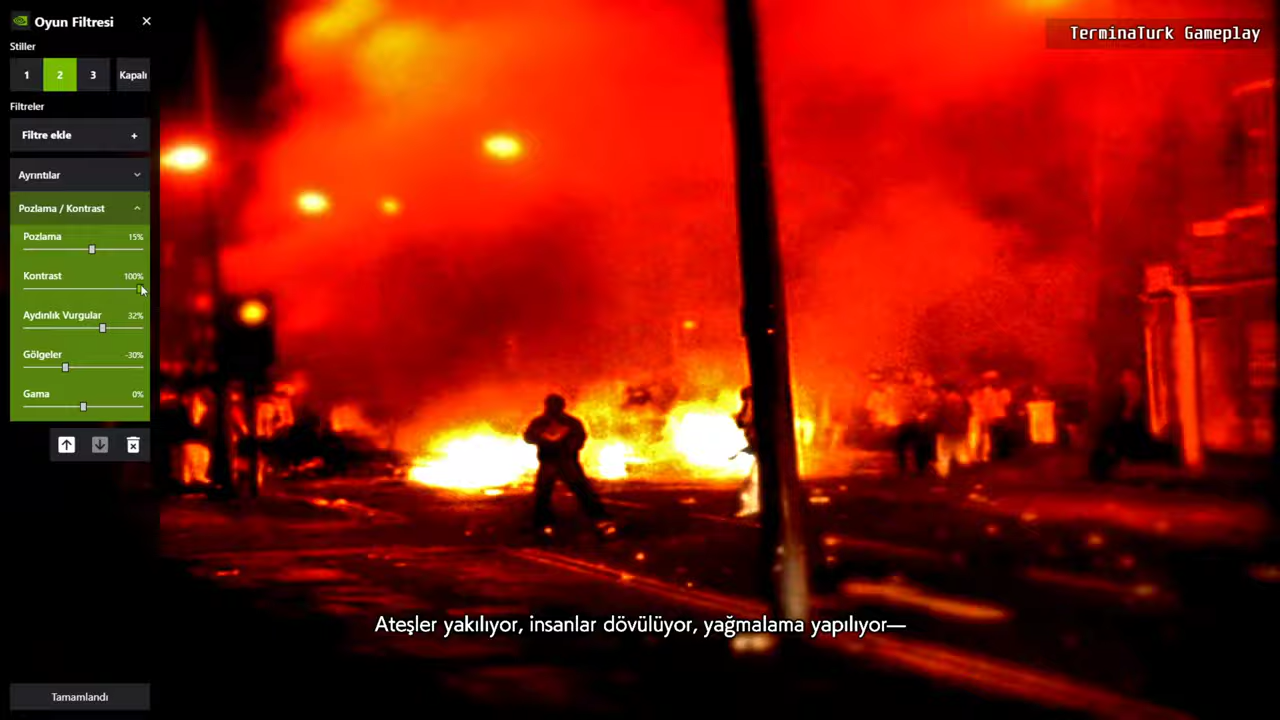 Oyun Filtresi
Stiller
1 2 3 Kapalı
Filtreler
Filtre ekle +
Ayrıntılar
Pozlama / Kontrast
Pozlama 15%
Kontrast 100%
Aydınlık Vurgular 32%
Gölgeler -30%
Gama 0%
Tamamlandı
TerminaTurk Gameplay
Ateşler yakılıyor, insanlar dövülüyor, yağmalama yapılıyor—